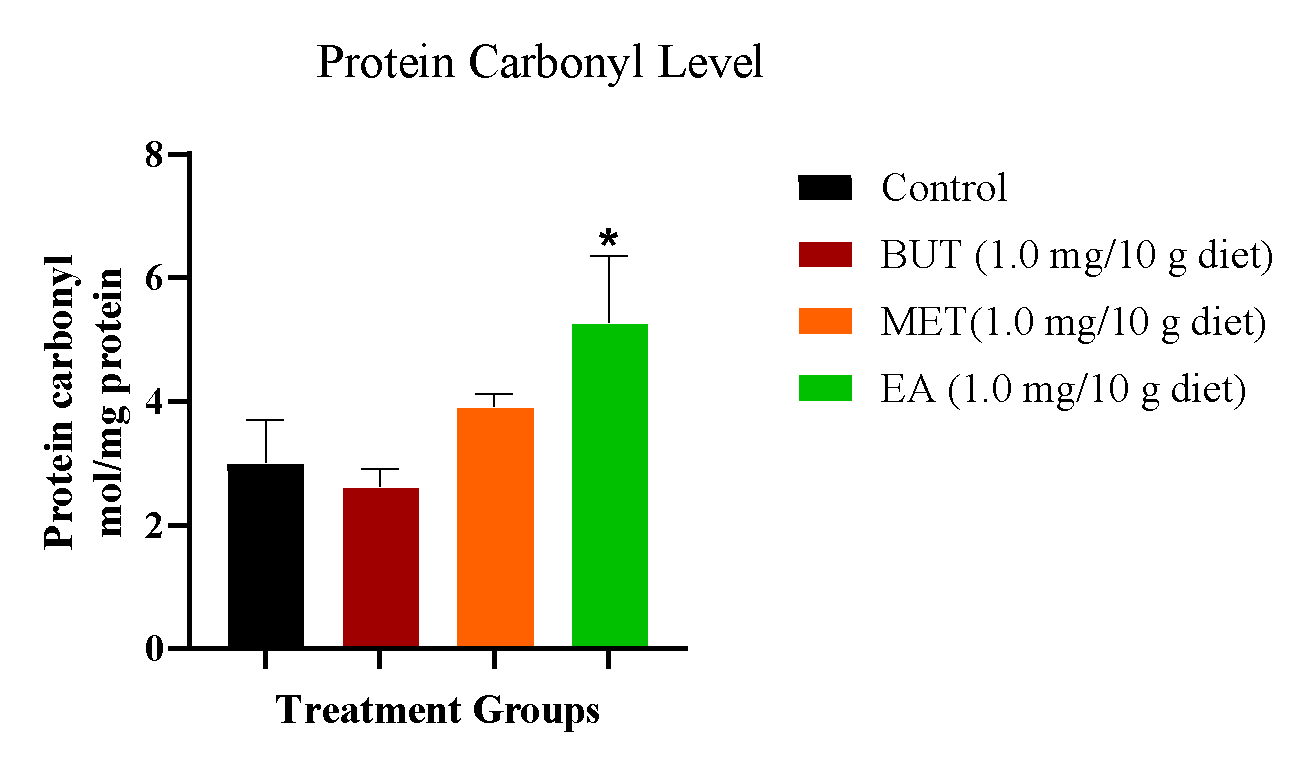 Protein Carbonyl Level
8
6
4
2
0
Protein carbonyl
mol/mg protein
*
Treatment Groups
Control
BUT (1.0 mg/10 g diet)
MET(1.0 mg/10 g diet)
EA (1.0 mg/10 g diet)